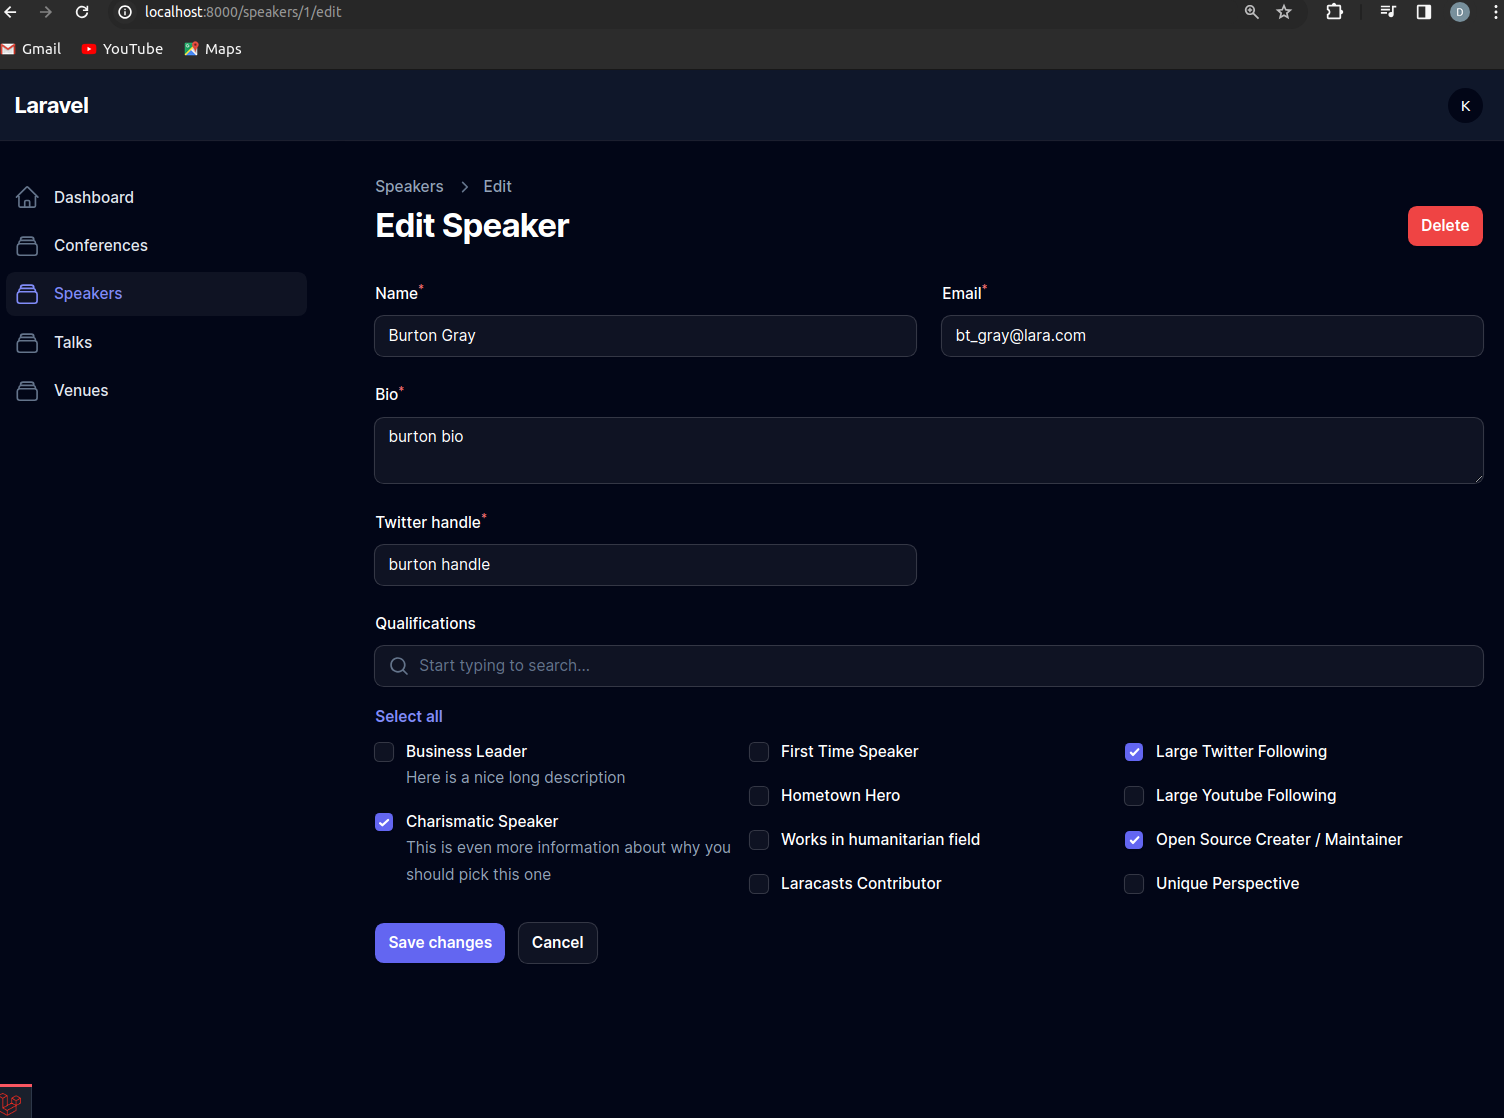 localhost:8000/speakers/1/edit
D
Gmail YouTube Maps
Laravel
K
Dashboard
Conferences
Speakers
Talks
Venues
Speakers > Edit
Edit Speaker
Delete
Name*
Email*
Burton Gray
bt_gray@lara.com
Bio*
burton bio
Twitter handle*
burton handle
Qualifications
Start typing to search...
Select all
Business Leader
Here is a nice long description
Charismatic Speaker
This is even more information about why you
should pick this one
First Time Speaker
Hometown Hero
Works in humanitarian field
Laracasts Contributor
Large Twitter Following
Large Youtube Following
Open Source Creater / Maintainer
Unique Perspective
Save changes
Cancel